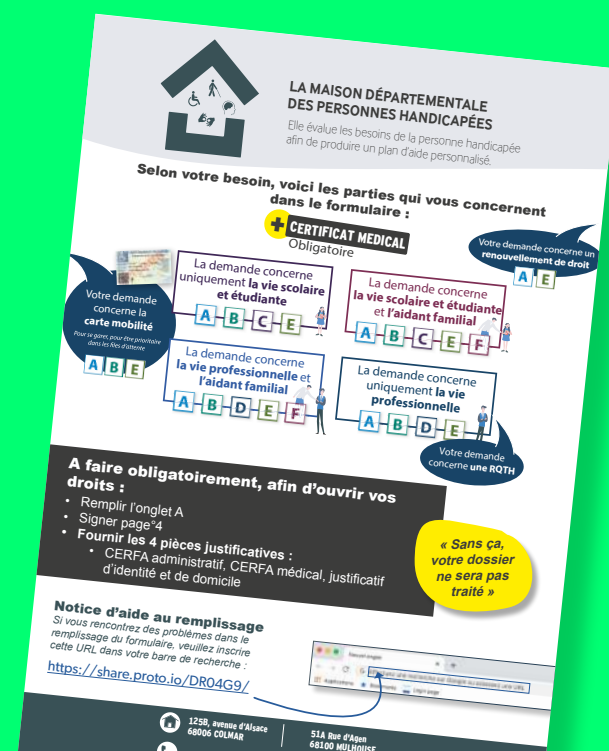 LA MAISON DÉPARTEMENTALE
DES PERSONNES HANDICAPÉES
Elle évalue les besoins de la personne handicapée
afin de produire un plan d'aide personnalisé.
Selon votre besoin, voici les parties qui vous concernent
dans le formulaire :
+ CERTIFICAT MEDICAL
Obligatoire
Votre demande concerne un
renouvellement de droit
A E
Votre demande
concerne la
carte mobilité
Pour se garer, pour être prioritaire
dans les files d'attente
A B E
La demande concerne
uniquement la vie scolaire
et étudiante
A B C E
La demande concerne
la vie scolaire et étudiante
et l'aidant familial
A B C E F
La demande concerne
la vie professionnelle et
l'aidant familial
A B D E F
La demande concerne
uniquement la vie
professionnelle
A B D E
Votre demande
concerne une RQTH
A faire obligatoirement, afin d'ouvrir vos
droits :
• Remplir l'onglet A
• Signer page°4
• Fournir les 4 pièces justificatives :
• CERFA administratif, CERFA médical, justificatif
d'identité et de domicile
« Sans ça,
votre dossier
ne sera pas
traité »
Notice d'aide au remplissage
Si vous rencontrez des problèmes dans le
remplissage du formulaire, veuillez inscrire
cette URL dans votre barre de recherche :
https://share.proto.io/DR04G9/
125B, avenue d'Alsace
68006 COLMAR
51A Rue d'Agen
68100 MULHOUSE